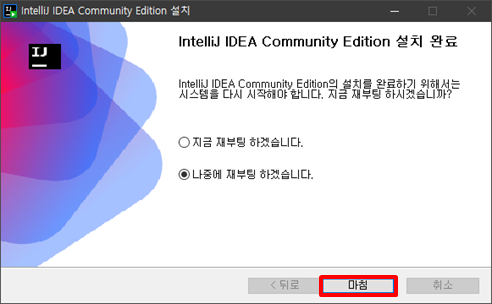 IntelliJ IDEA Community Edition 설치
IJ
IntelliJ IDEA Community Edition 설치 완료
IntelliJ IDEA Community Edition의 설치를 완료하기 위해서는
시스템을 다시 시작해야 합니다. 지금 재부팅 하시겠습니까?
지금 재부팅 하겠습니다.
나중에 재부팅 하겠습니다.
< 뒤로
마침
취소